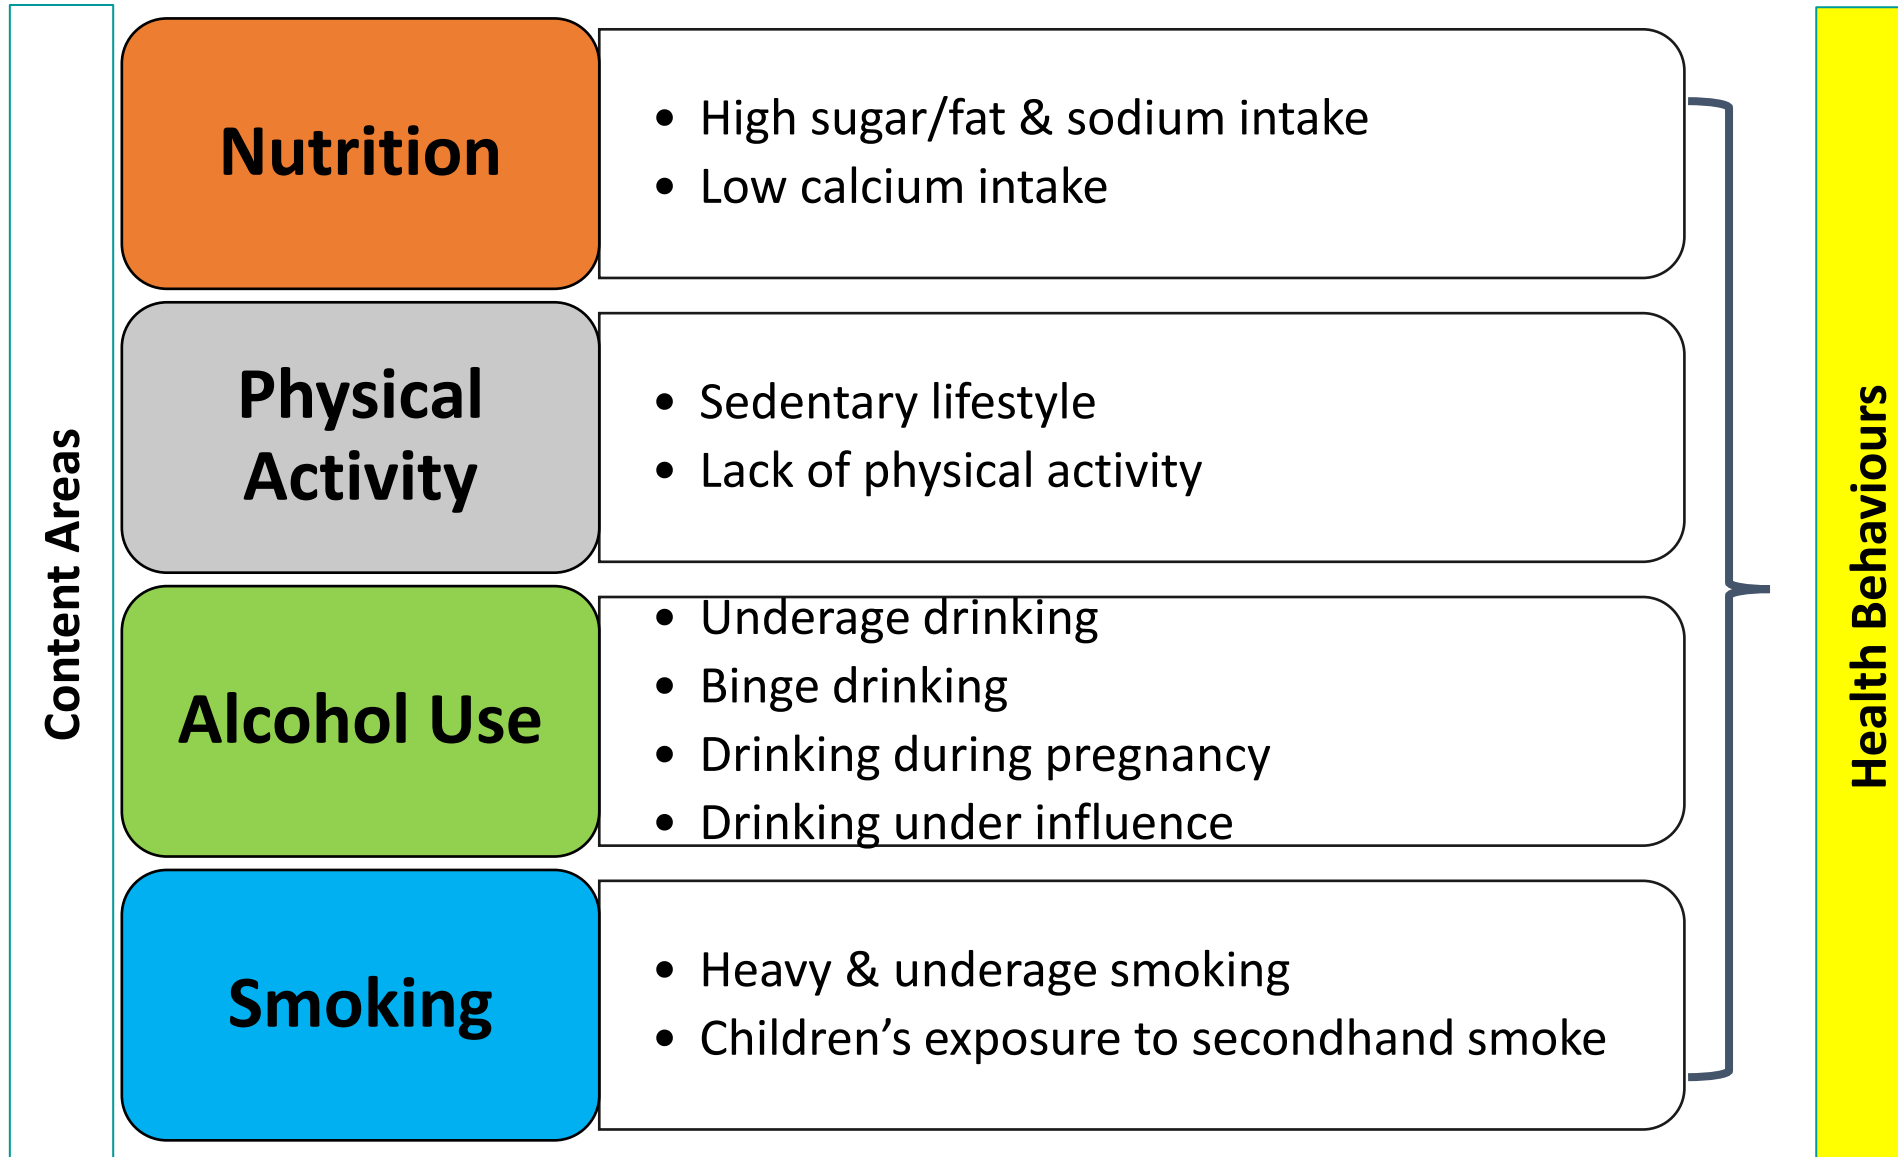 Content Areas
Nutrition
• High sugar/fat & sodium intake
• Low calcium intake
Physical
Activity
• Sedentary lifestyle
• Lack of physical activity
Alcohol Use
• Underage drinking
• Binge drinking
• Drinking during pregnancy
• Drinking under influence
Smoking
• Heavy & underage smoking
• Children’s exposure to secondhand smoke
Health Behaviours